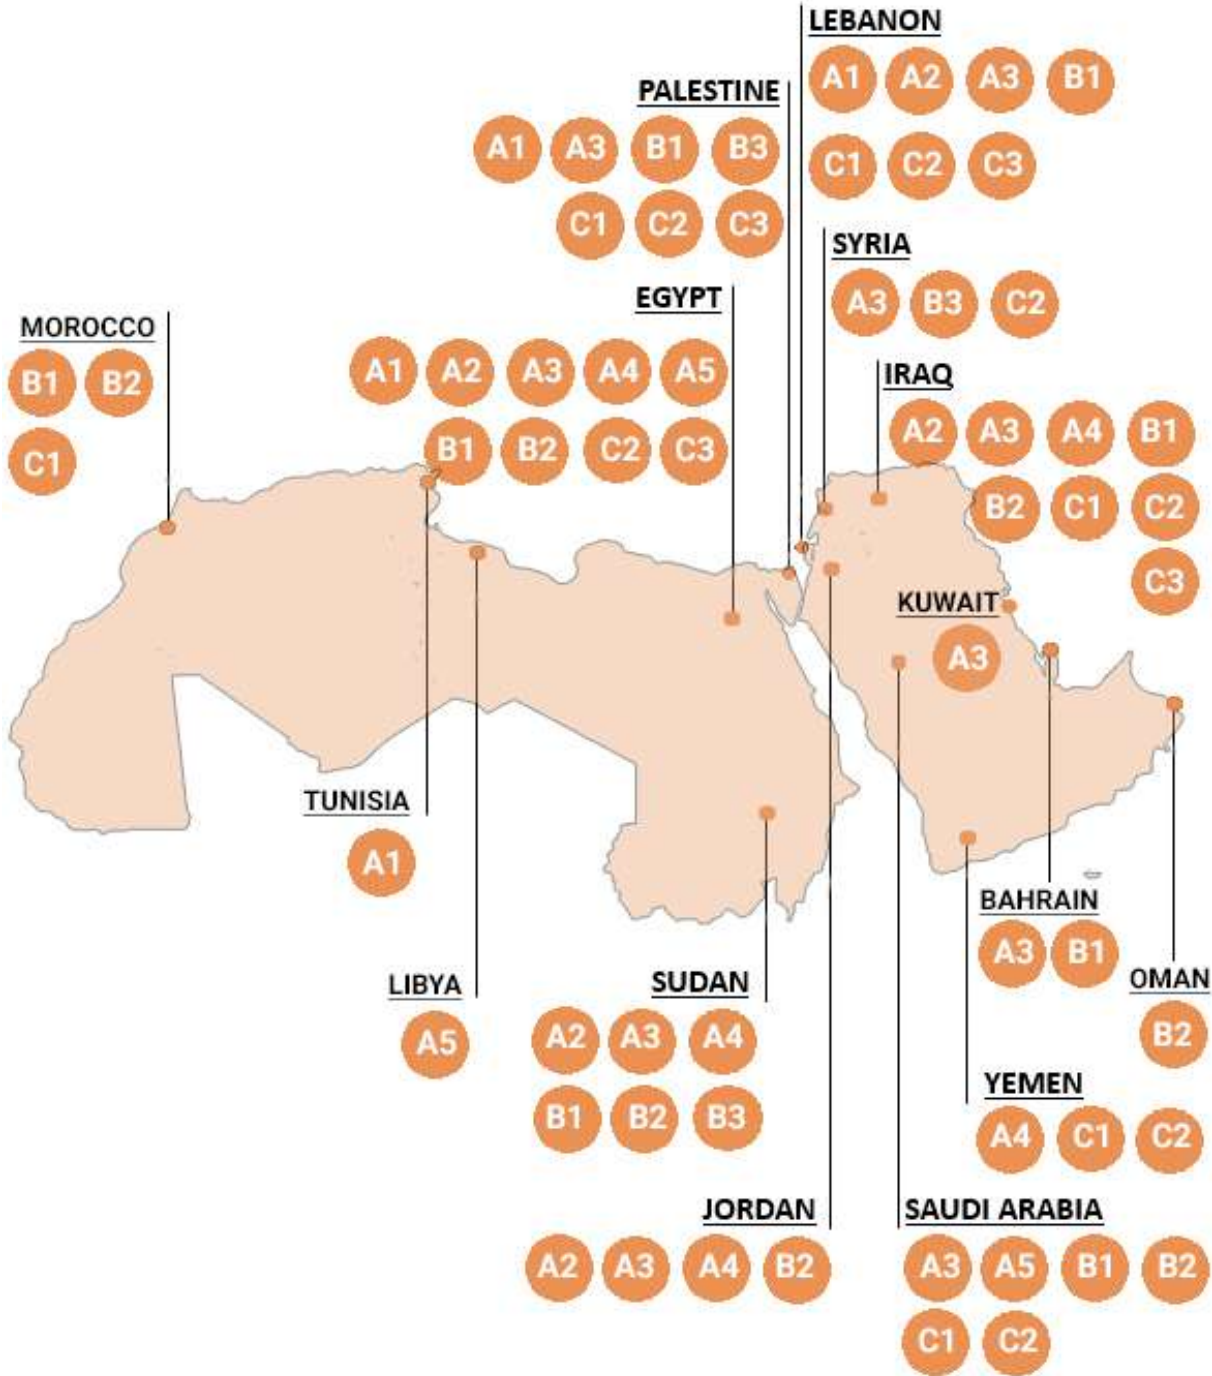 LEBANON
A1 A2 A3 B1
C1 C2 C3
PALESTINE
A1 A3 B1 B3
C1 C2 C3
SYRIA
A3 B3 C2
EGYPT
A1 A2 A3 A4 A5
B1 B2 C2 C3
MOROCCO
B1 B2
C1
IRAQ
A2 A3 A4 B1
B2 C1 C2
C3
KUWAIT
A3
TUNISIA
A1
BAHRAIN
A3 B1
OMAN
B2
LIBYA
A5
SUDAN
A2 A3 A4
B1 B2 B3
YEMEN
A4 C1 C2
JORDAN
A2 A3 A4 B2
SAUDI ARABIA
A3 A5 B1 B2
C1 C2